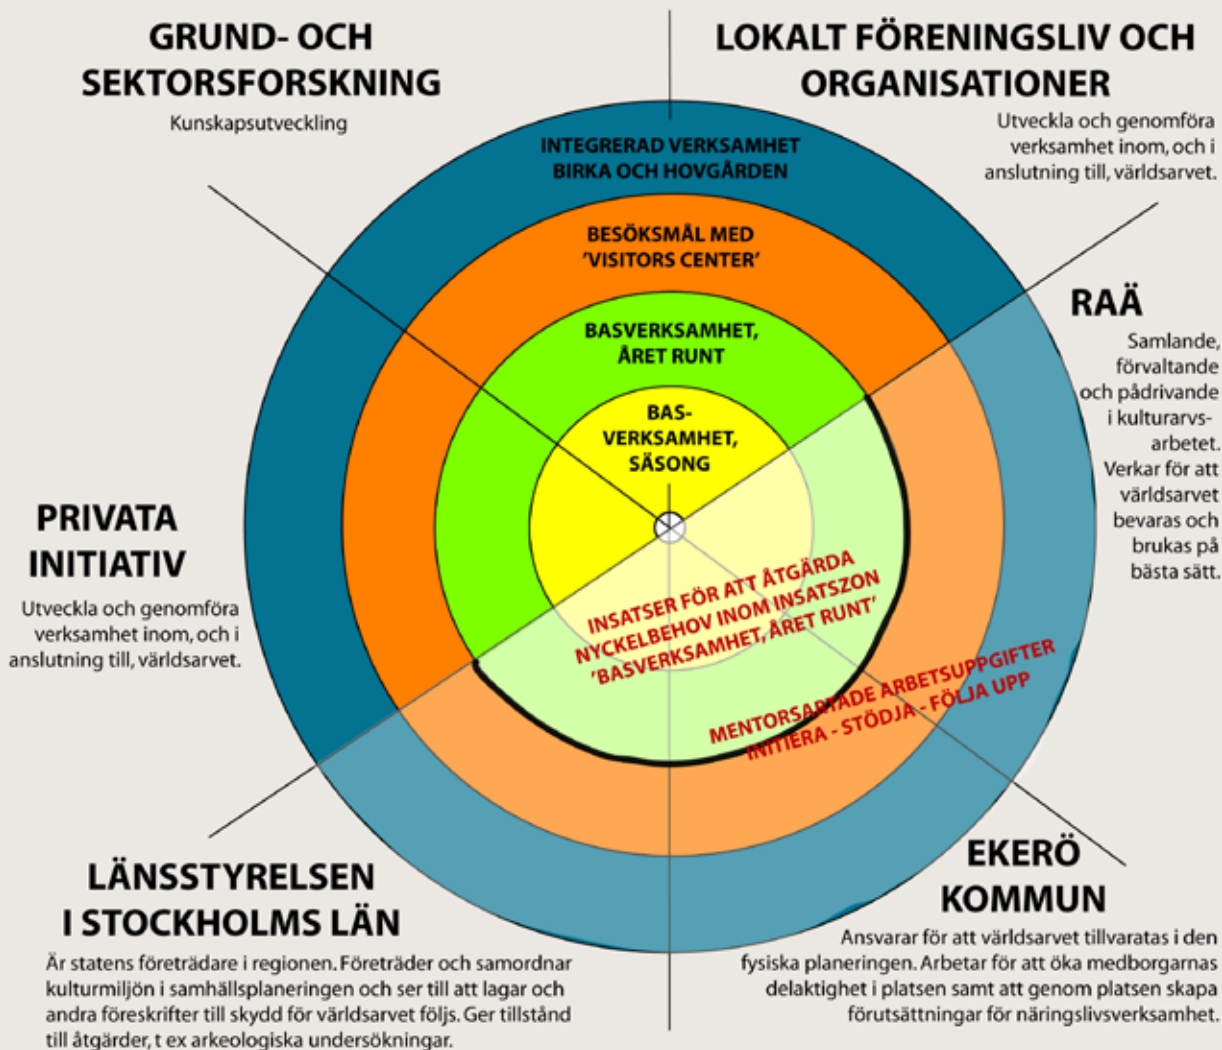 GRUND- OCH
SEKTORSFORSKNING
Kunskapsutveckling
LOKALT FÖRENINGSLIV OCH
ORGANISATIONER
Utveckla och genomföra
verksamhet inom, och i
anslutning till, världsarvet.
INTEGRERAD VERKSAMHET
BIRKA OCH HOVGÅRDEN
BESÖKSMÅL MED
'VISITORS CENTER'
BASVERKSAMHET,
ÅRET RUNT
BAS-
VERKSAMHET,
SÄSONG
RAÄ
Samlande,
förvaltande
och pådrivande
i kulturarvs-
arbetet.
Verkar för att
världsarvet
bevaras och
brukas på
bästa sätt.
PRIVATA
INITIATIV
Utveckla och genomföra
verksamhet inom, och i
anslutning till, världsarvet.
INSATSER FÖR ATT ÅTGÄRDA
NYCKELBEHOV INOM INSATSZON
'BASVERKSAMHET, ÅRET RUNT'
MENTORSARTADE ARBETSUPPGIFTER
INITIERA - STÖDJA - FÖLJA UPP
LÄNSSTYRELSEN
I STOCKHOLMS LÄN
Är statens företrädare i regionen. Företräder och samordnar
kulturmiljön i samhällsplaneringen och ser till att lagar och
andra föreskrifter till skydd för världsarvet följs. Ger tillstånd
till åtgärder, t ex arkeologiska undersökningar.
EKERÖ
KOMMUN
Ansvarar för att världsarvet tillvaratas i den
fysiska planeringen. Arbetar för att öka medborgarnas
delaktighet i platsen samt att genom platsen skapa
förutsättningar för näringslivsverksamhet.